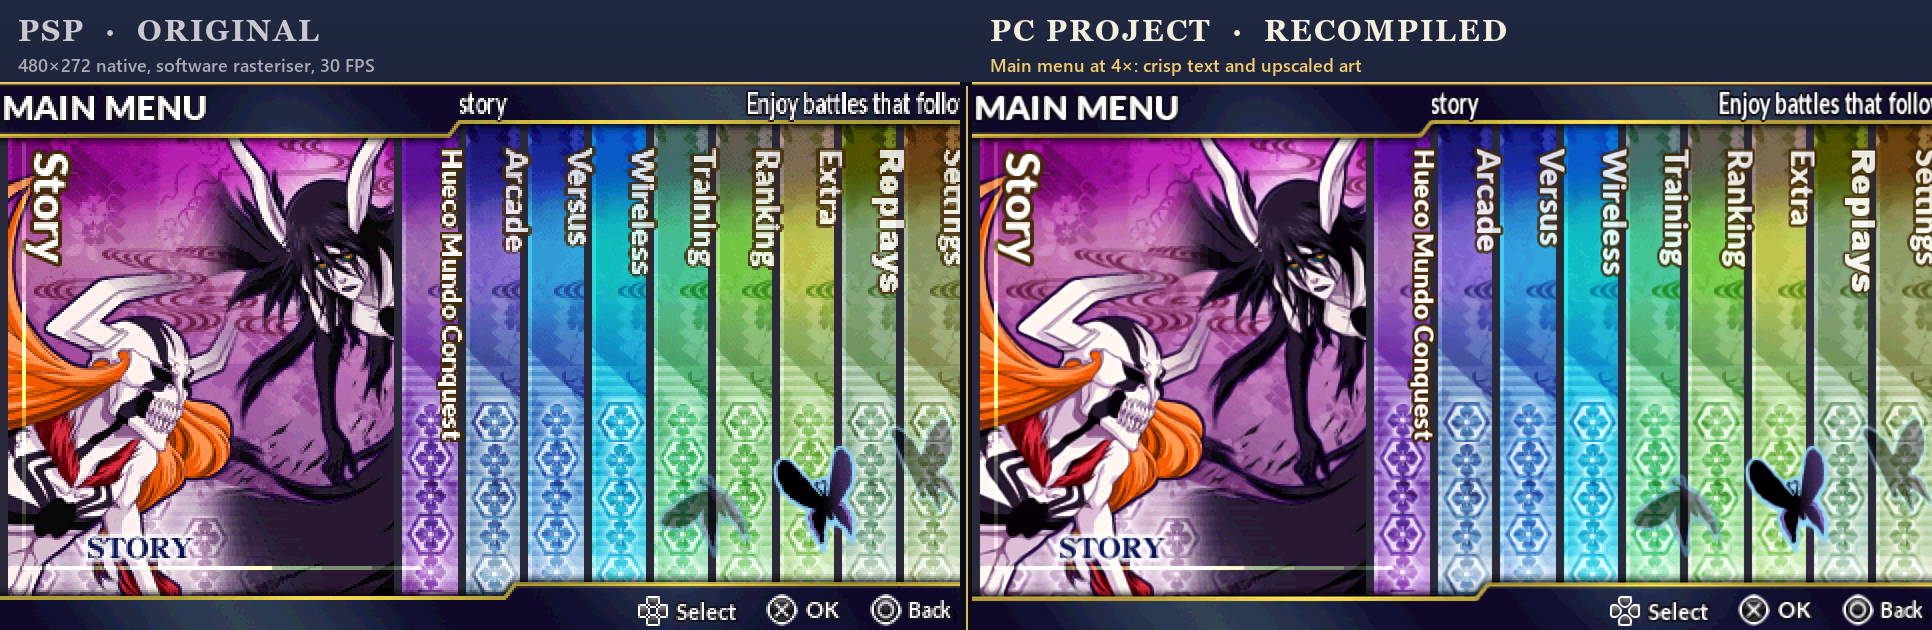 PSP · ORIGINAL
480×272 native, software rasteriser, 30 FPS
MAIN MENU
story
Enjoy battles that follo
Story
Hueco Mundo Conquest
Arcade
Versus
Wireless
Training
Ranking
Extra
Replays
Settings
STORY
Select
OK
Back
PC PROJECT · RECOMPILED
Main menu at 4×: crisp text and upscaled art
MAIN MENU
story
Enjoy battles that follo
Story
Hueco Mundo Conquest
Arcade
Versus
Wireless
Training
Ranking
Extra
Replays
Settings
STORY
Select
OK
Back